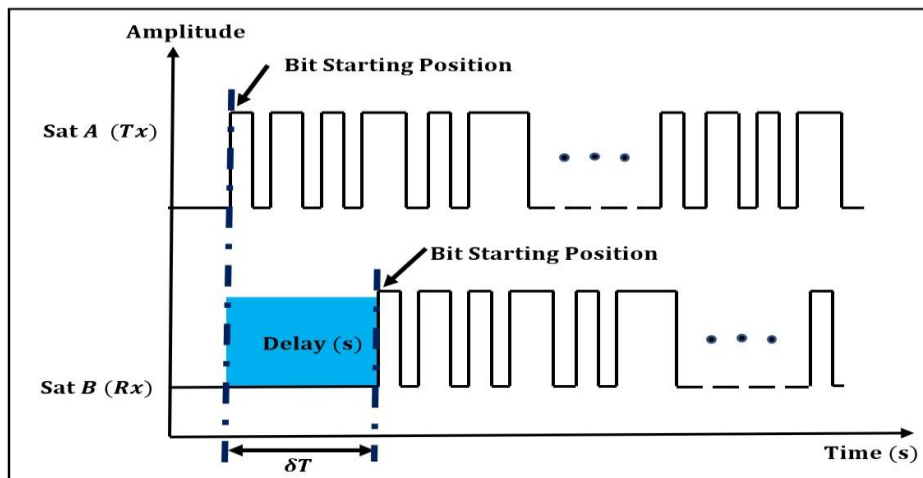 Amplitude
Bit Starting Position
Sat A (Tx)
Bit Starting Position
Delay (s)
Sat B (Rx)
Time (s)
δT